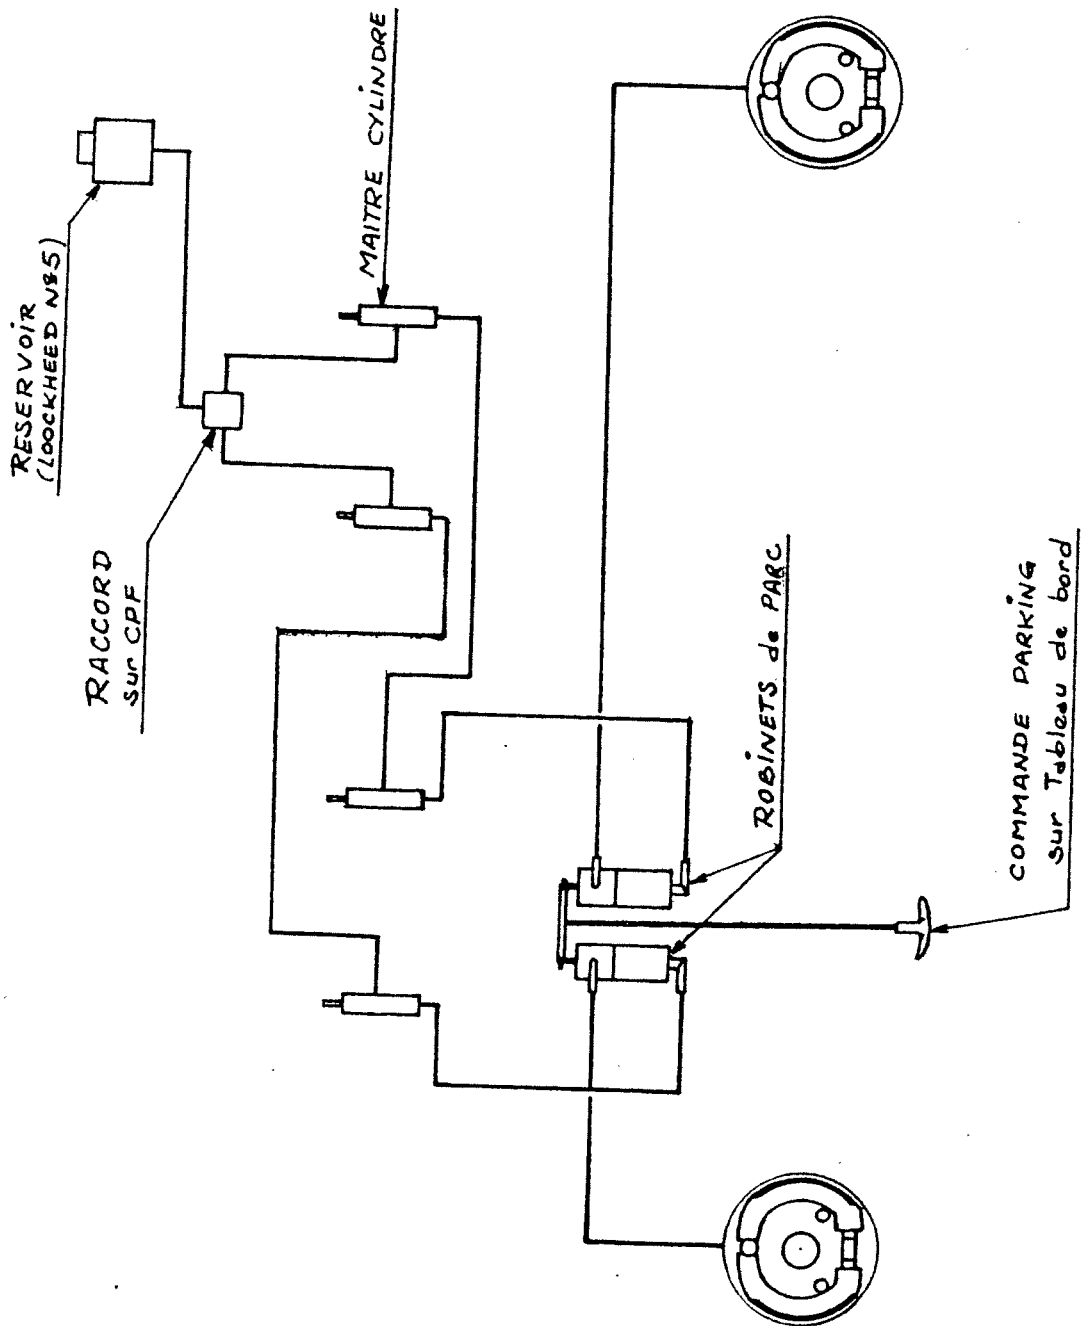 RESERVOIR
(LOOCKHEED N°5)
MAITRE CYLINDRE
RACCORD
sur CPF
ROBINETS de PARC
COMMANDE PARKING
sur Tableau de bord